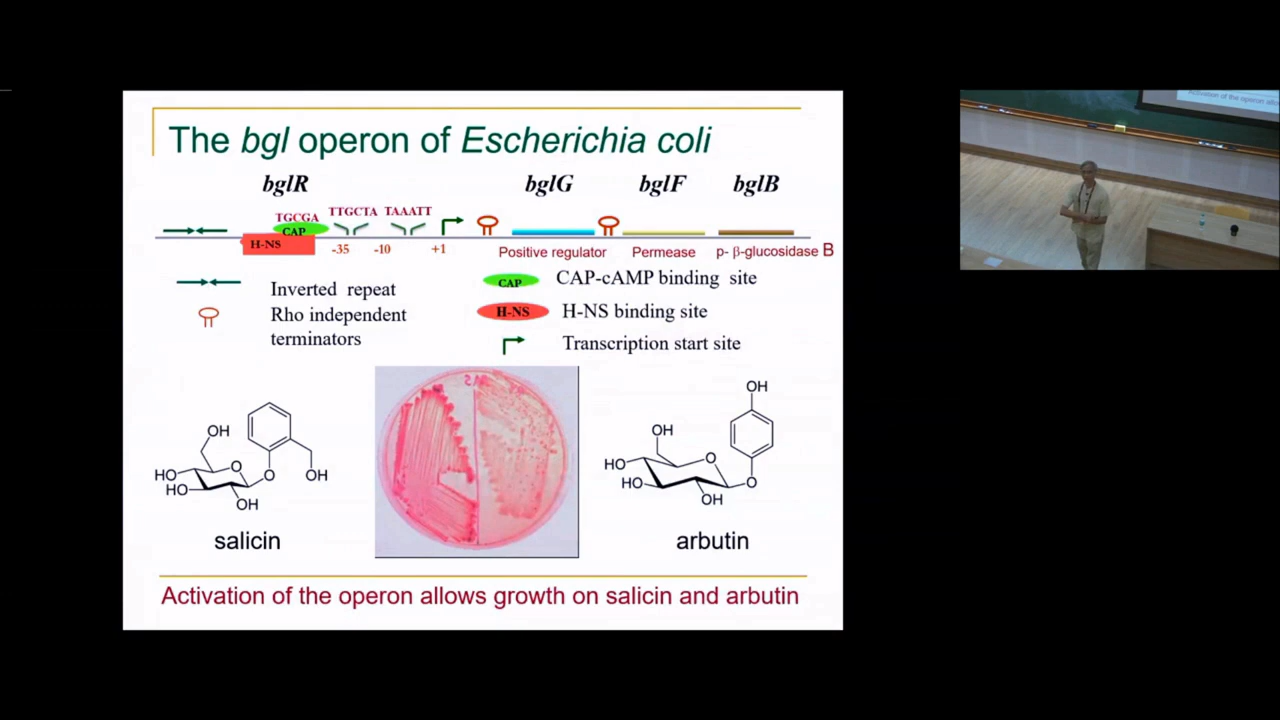 The bgl operon of Escherichia coli
bglR bglG bglF bglB
TGCGA TTGCTA TAAATT
CAP
H-NS -35 -10 +1 Positive regulator Permease p- β-glucosidase B
Inverted repeat
Rho independent
terminators
CAP CAP-cAMP binding site
H-NS H-NS binding site
Transcription start site
OH
HO
HO
O
O
OH
OH
salicin
OH
OH
HO
HO
O
O
OH
arbutin
Activation of the operon allows growth on salicin and arbutin